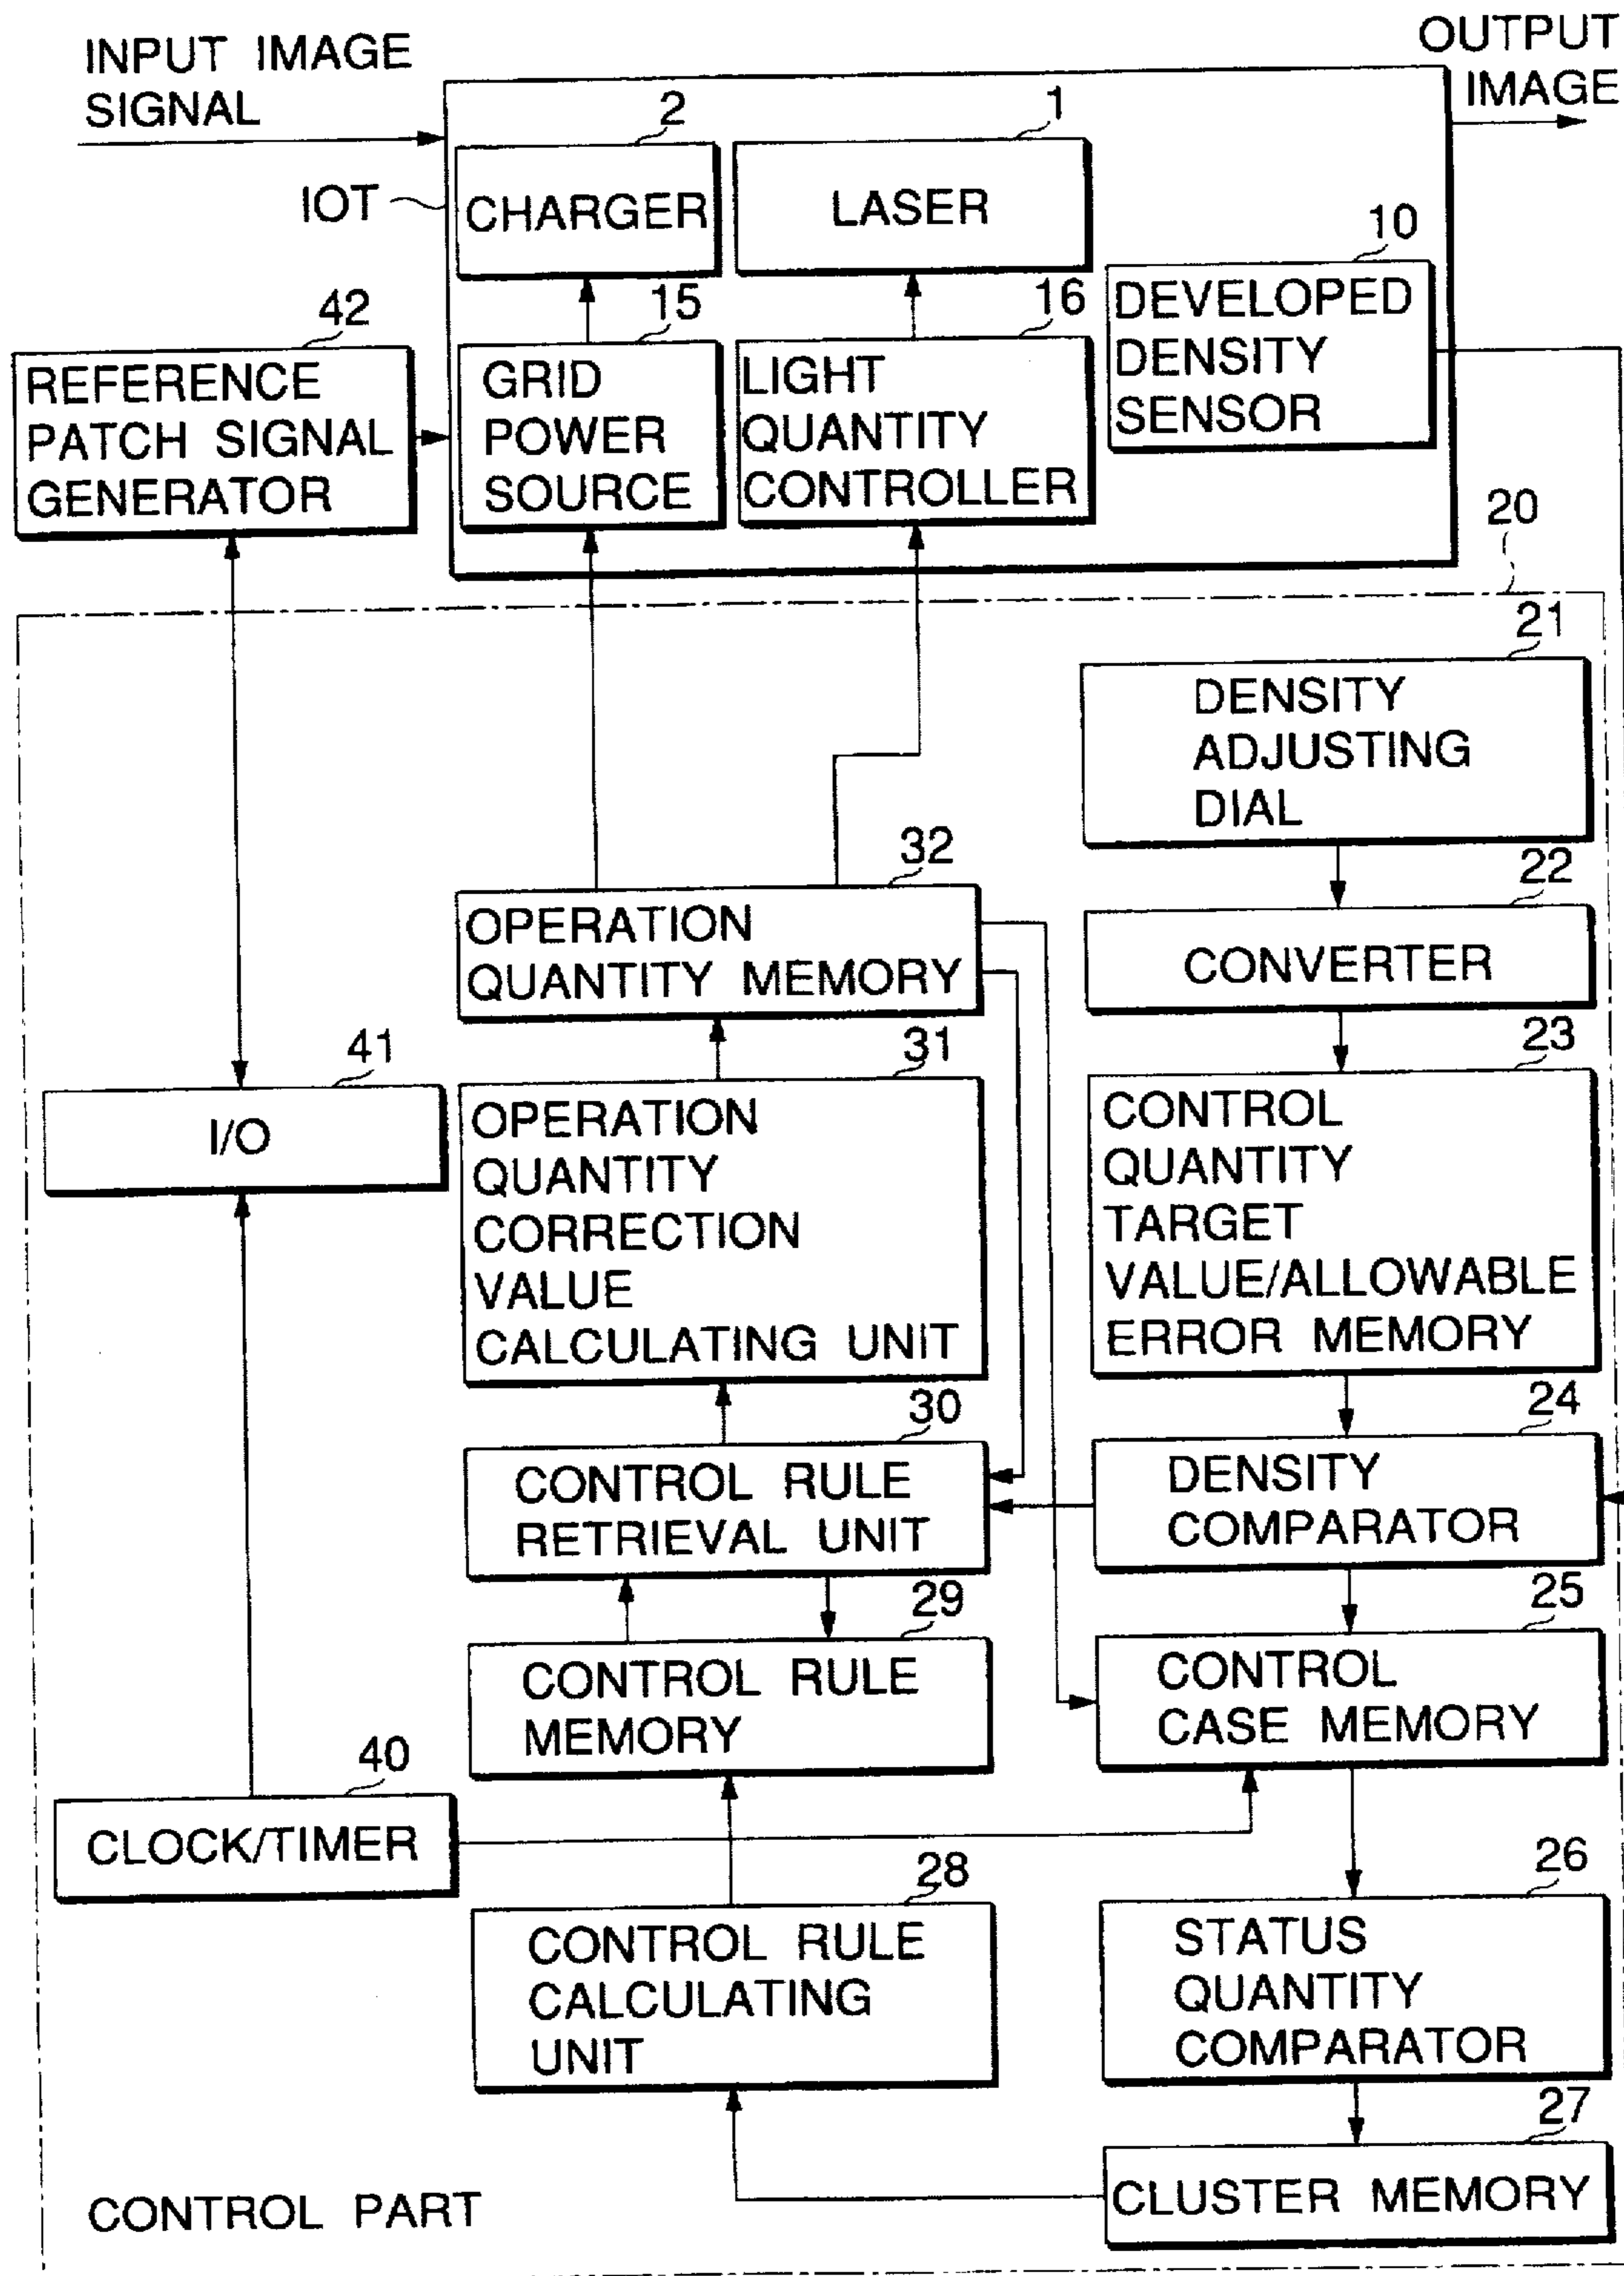 INPUT IMAGE
SIGNAL
OUTPUT
IMAGE
IOT
2
CHARGER
1
LASER
10
DEVELOPED
DENSITY
SENSOR
15
GRID
POWER
SOURCE
16
LIGHT
QUANTITY
CONTROLLER
42
REFERENCE
PATCH SIGNAL
GENERATOR
20
21
DENSITY
ADJUSTING
DIAL
22
CONVERTER
32
OPERATION
QUANTITY MEMORY
23
CONTROL
QUANTITY
TARGET
VALUE/ALLOWABLE
ERROR MEMORY
41
I/O
31
OPERATION
QUANTITY
CORRECTION
VALUE
CALCULATING UNIT
24
DENSITY
COMPARATOR
30
CONTROL RULE
RETRIEVAL UNIT
25
CONTROL
CASE MEMORY
29
CONTROL RULE
MEMORY
40
CLOCK/TIMER
28
CONTROL RULE
CALCULATING
UNIT
26
STATUS
QUANTITY
COMPARATOR
27
CLUSTER MEMORY
CONTROL PART